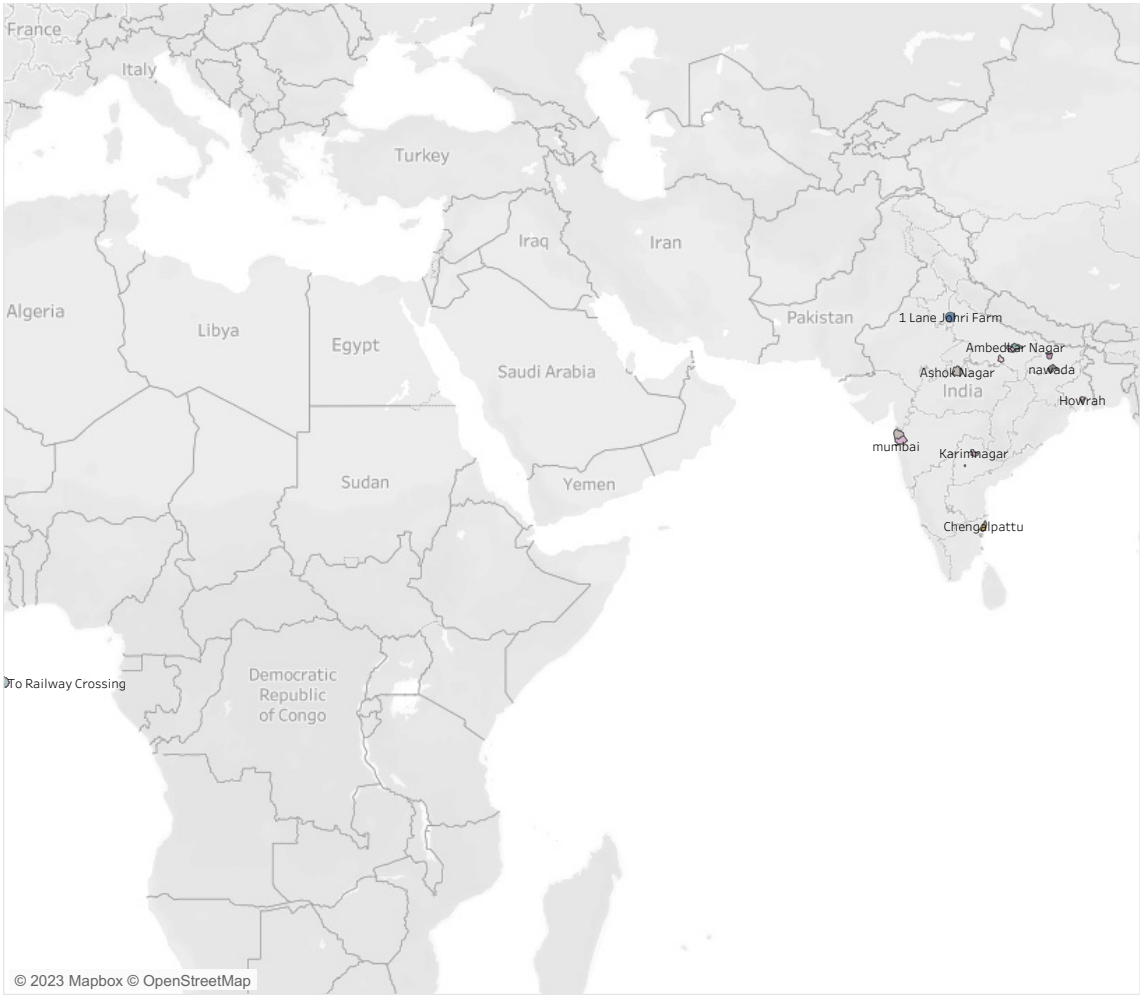 France
Italy
Turkey
Iraq
Iran
Algeria
Libya
Egypt
Pakistan
1 Lane Johri Farm
Saudi Arabia
Nagar
Ashok Nagar
nawada
India
Howrah
mumbai
Karimnagar
Sudan
Yemen
Chengalpattu
To Railway Crossing
Democratic
Republic
of Congo
© 2023 Mapbox © OpenStreetMap